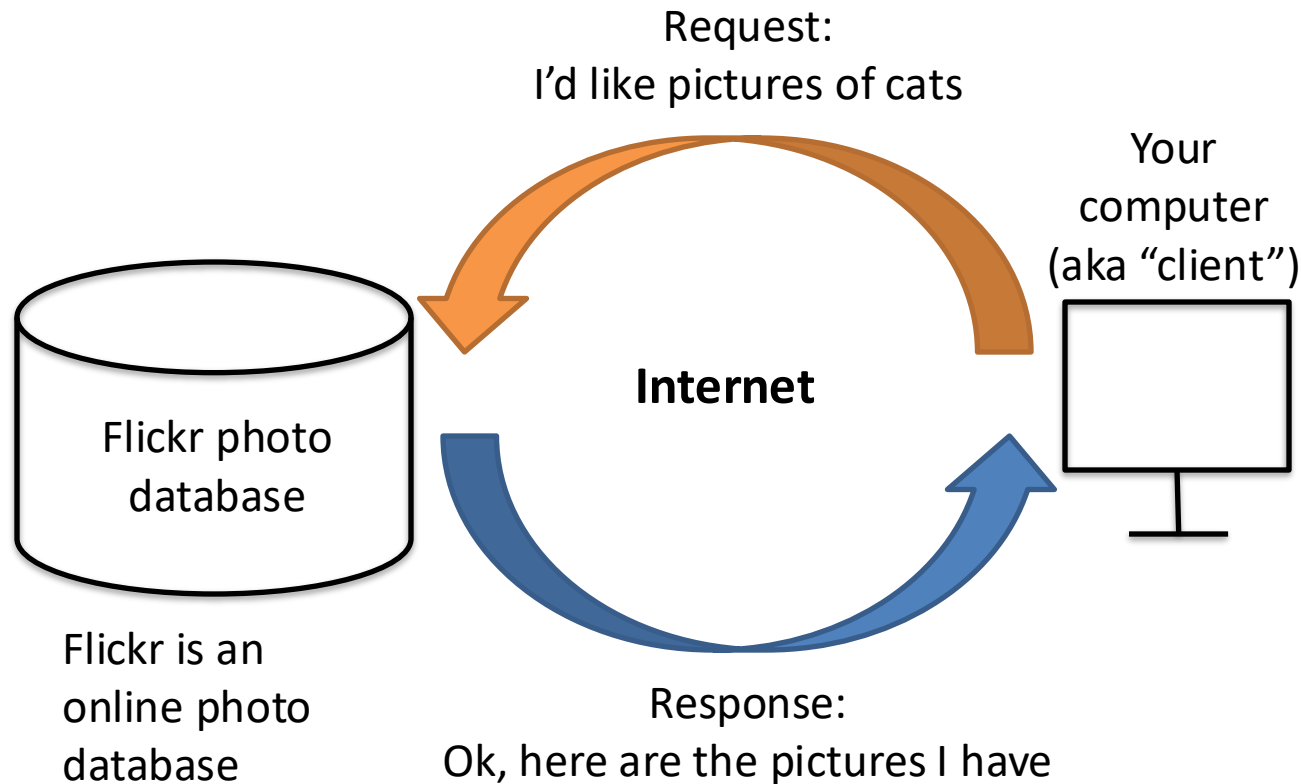 Request:
I’d like pictures of cats
Your
computer
(aka “client”)
Internet
Flickr photo
database
Flickr is an
online photo
database
Response:
Ok, here are the pictures I have